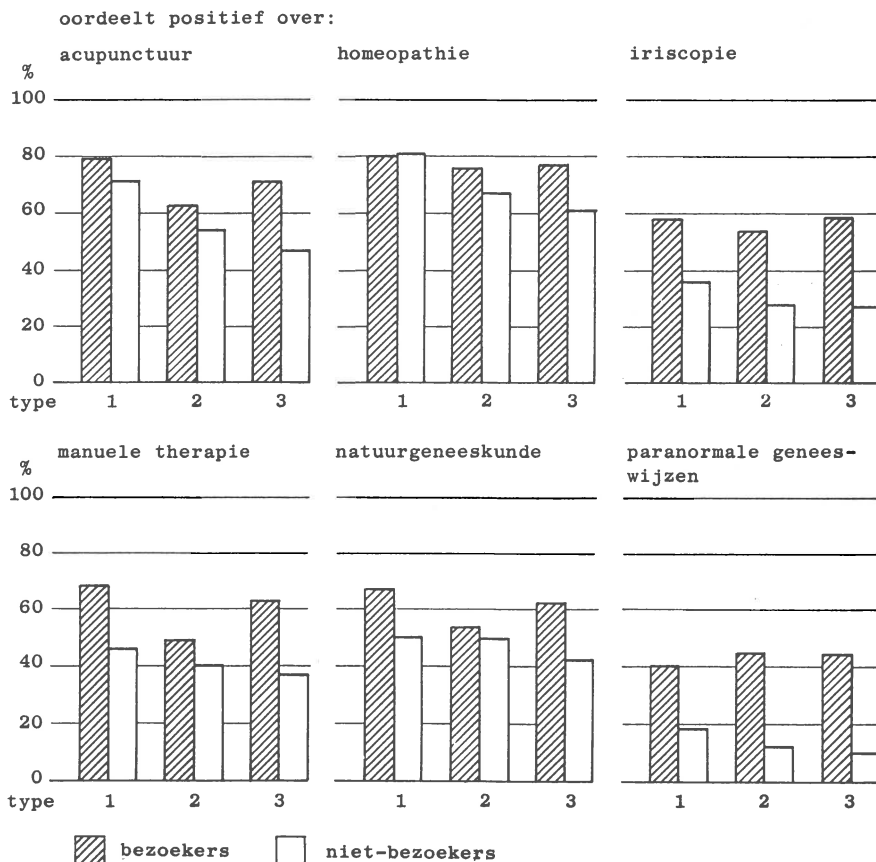 oordeelt positief over:
acupunctuur homeopathie iriscopie
%
100
80
60
40
20
0
type 1 2 3 1 2 3 1 2 3
manuele therapie natuurgeneeskunde paranormale genees-
wijzen
%
100
80
60
40
20
0
type 1 2 3 1 2 3 1 2 3
bezoekers niet-bezoekers